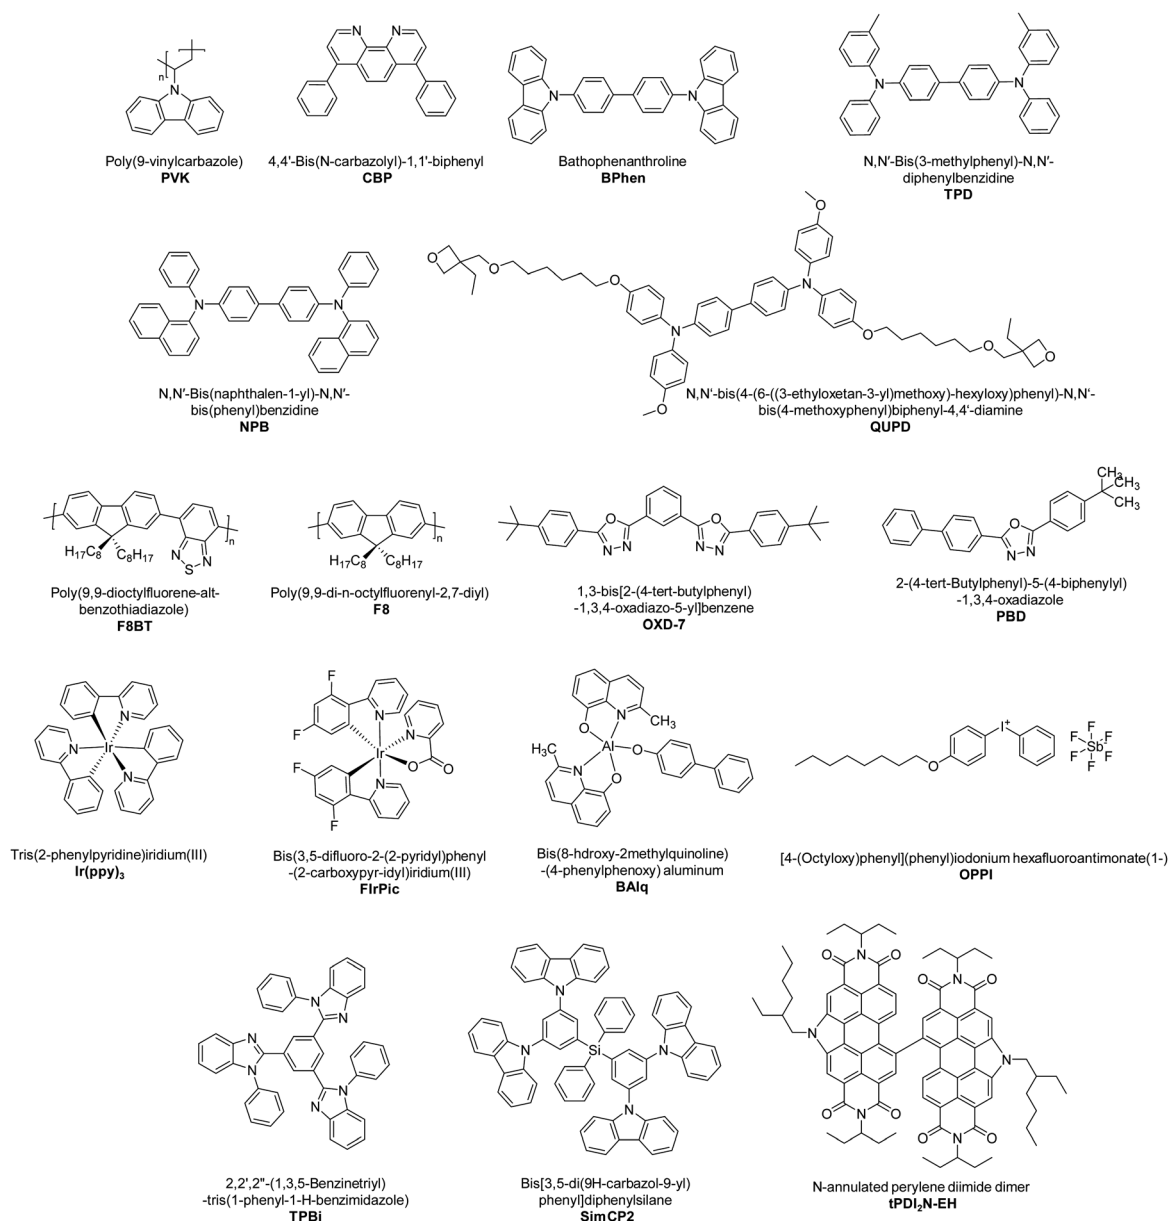 Poly(9-vinylcarbazole)
PVK
4,4'-Bis(N-carbazolyl)-1,1'-biphenyl
CBP
Bathophenanthroline
BPhen
N,N′-Bis(3-methylphenyl)-N,N′-
diphenylbenzidine
TPD
N,N′-Bis(naphthalen-1-yl)-N,N′-
bis(phenyl)benzidine
NPB
N,N‘-bis(4-(6-((3-ethyloxetan-3-yl)methoxy)-hexyloxy)phenyl)-N,N‘-
bis(4-methoxyphenyl)biphenyl-4,4‘-diamine
QUPD
Poly(9,9-dioctylfluorene-alt-
benzothiadiazole)
F8BT
Poly(9,9-di-n-octylfluorenyl-2,7-diyl)
F8
1,3-bis[2-(4-tert-butylphenyl)
-1,3,4-oxadiazo-5-yl]benzene
OXD-7
2-(4-tert-Butylphenyl)-5-(4-biphenylyl)
-1,3,4-oxadiazole
PBD
Tris(2-phenylpyridine)iridium(III)
Ir(ppy)3
Bis(3,5-difluoro-2-(2-pyridyl)phenyl
-(2-carboxypyr-idyl)iridium(III)
FIrPic
Bis(8-hdroxy-2methylquinoline)
-(4-phenylphenoxy) aluminum
BAlq
[4-(Octyloxy)phenyl](phenyl)iodonium hexafluoroantimonate(1-)
OPPI
2,2',2"-(1,3,5-Benzinetriyl)
-tris(1-phenyl-1-H-benzimidazole)
TPBi
Bis[3,5-di(9H-carbazol-9-yl)
phenyl]diphenylsilane
SimCP2
N-annulated perylene diimide dimer
tPDI2N-EH